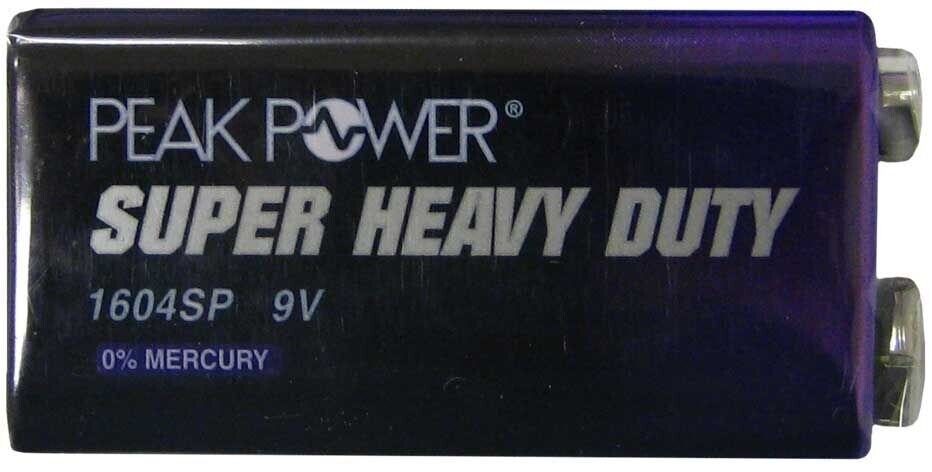 PEAK POWER®
SUPER HEAVY DUTY
1604SP 9V
0% MERCURY